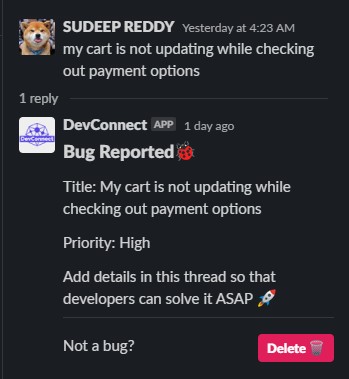 SUDEEP REDDY Yesterday at 4:23 AM
my cart is not updating while checking
out payment options
1 reply
DevConnect
DevConnect APP 1 day ago
Bug Reported🐞
Title: My cart is not updating while
checking out payment options
Priority: High
Add details in this thread so that
developers can solve it ASAP 🚀
Not a bug?
Delete 🗑️